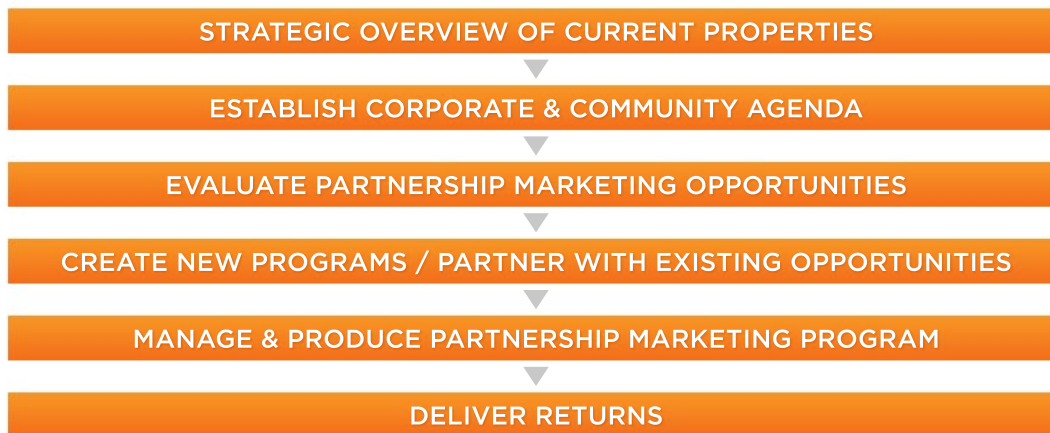 STRATEGIC OVERVIEW OF CURRENT PROPERTIES
ESTABLISH CORPORATE & COMMUNITY AGENDA
EVALUATE PARTNERSHIP MARKETING OPPORTUNITIES
CREATE NEW PROGRAMS / PARTNER WITH EXISTING OPPORTUNITIES
MANAGE & PRODUCE PARTNERSHIP MARKETING PROGRAM
DELIVER RETURNS